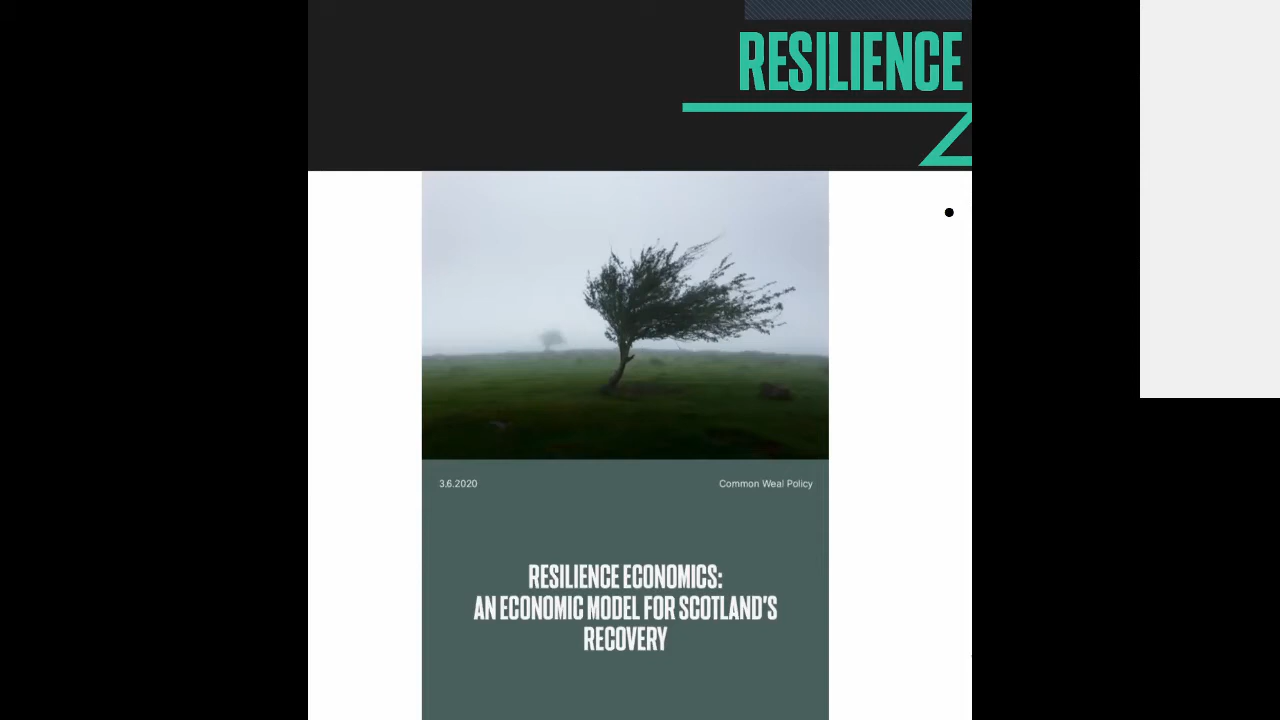 RESILIENCE
3.6.2020
Common Weal Policy
RESILIENCE ECONOMICS:
AN ECONOMIC MODEL FOR SCOTLAND'S
RECOVERY